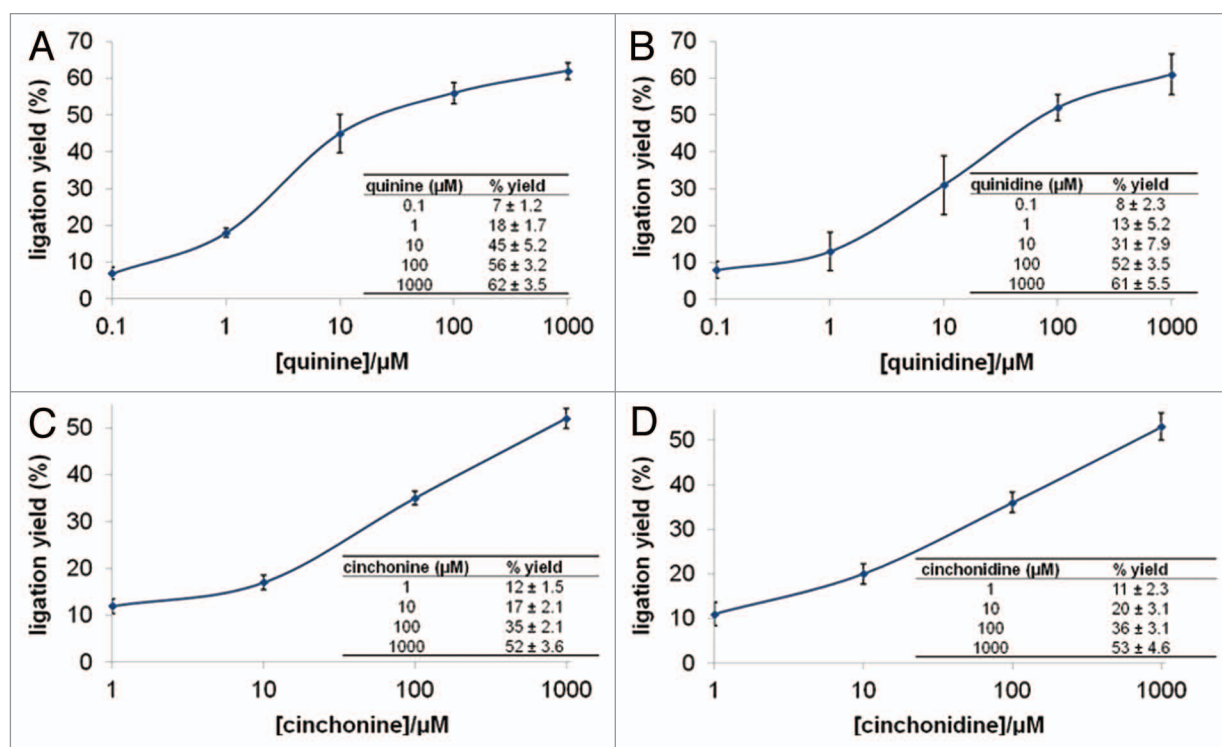 A
ligation yield (%)
70
60
50
40
30
20
10
0
0.1 1 10 100 1000
[quinine]/µM
quinine (µM) % yield
0.1 7 ± 1.2
1 18 ± 1.7
10 45 ± 5.2
100 56 ± 3.2
1000 62 ± 3.5
B
ligation yield (%)
70
60
50
40
30
20
10
0
0.1 1 10 100 1000
[quinidine]/µM
quinidine (µM) % yield
0.1 8 ± 2.3
1 13 ± 5.2
10 31 ± 7.9
100 52 ± 3.5
1000 61 ± 5.5
C
ligation yield (%)
50
40
30
20
10
0
1 10 100 1000
[cinchonine]/µM
cinchonine (µM) % yield
1 12 ± 1.5
10 17 ± 2.1
100 35 ± 2.1
1000 52 ± 3.6
D
ligation yield (%)
50
40
30
20
10
0
1 10 100 1000
[cinchonidine]/µM
cinchonidine (µM) % yield
1 11 ± 2.3
10 20 ± 3.1
100 36 ± 3.1
1000 53 ± 4.6